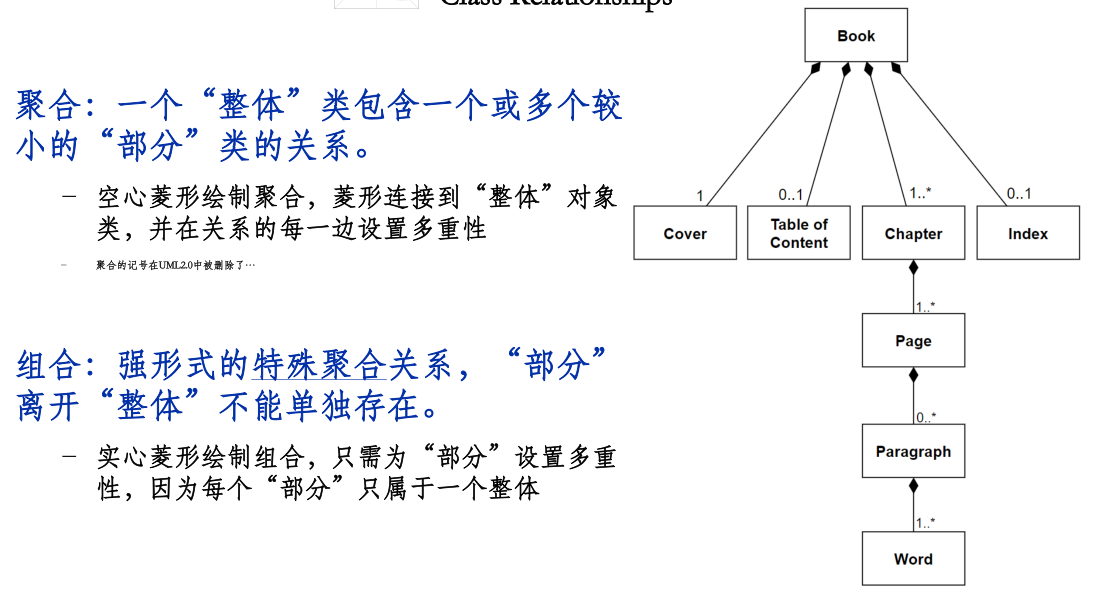 Class Relationships
聚合：一个“整体”类包含一个或多个较
小的“部分”类的关系。
– 空心菱形绘制聚合，菱形连接到“整体”对象
类，并在关系的每一边设置多重性
– 聚合的记号在UML2.0中被删除了…
组合：强形式的特殊聚合关系，“部分”
离开“整体”不能单独存在。
– 实心菱形绘制组合，只需为“部分”设置多重
性，因为每个“部分”只属于一个整体
Book
1
0..1
1..*
0..1
Cover
Table of
Content
Chapter
Index
1..*
Page
0..*
Paragraph
1..*
Word